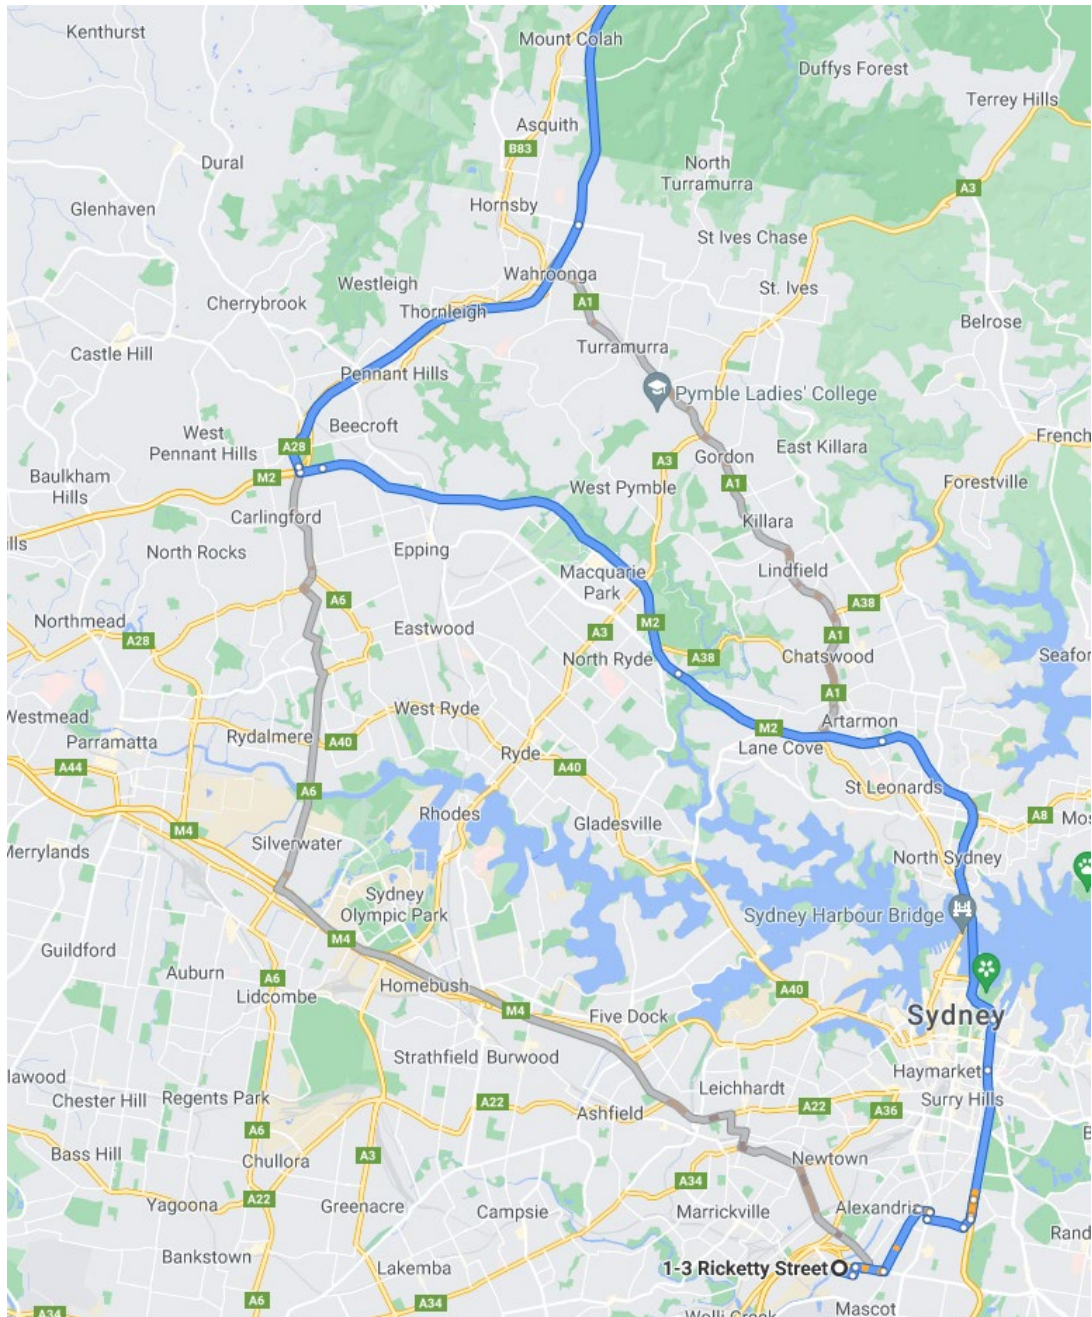 Kenthurst
Mount Colah
Duffys Forest
Terrey Hills
Asquith
B83
Dural
North
Turramurra
A3
Glenhaven
Hornsby
St Ives Chase
Wahroonga
Westleigh
Cherrybrook
Thornleigh
A1
St. Ives
Belrose
Castle Hill
Turramurra
Pennant Hills
Pymble Ladies' College
Beecroft
West
Pennant Hills
A28
East Killara
French
Baulkham
Hills
M2
A3
Gordon
A1
West Pymble
Forestville
Carlingford
Killara
ills
North Rocks
Epping
Macquarie
Park
Lindfield
A6
A38
Northmead
A28
Eastwood
A3
M2
A1
North Ryde
A38
Chatswood
Seafor
Westmead
West Ryde
A1
Parramatta
Rydalmere
A40
M2
Artarmon
Lane Cove
Ryde
A44
A40
A6
St Leonards
Rhodes
A8
Mos
M4
Gladesville
Merrylands
Silverwater
North Sydney
Sydney
Olympic Park
Sydney Harbour Bridge
Guildford
M4
Auburn
A6
Lidcombe
Homebush
A40
M4
Five Dock
Sydney
Strathfield
Burwood
Haymarket
lawood
Chester Hill
Regents Park
Leichhardt
Surry Hills
A22
Ashfield
A22
A36
A6
Bass Hill
Chullora
A3
Newtown
A34
Yagoona
A22
Greenacre
Campsie
Marrickville
Alexandria
Rand
Bankstown
Lakemba
1-3 Ricketty Street
A6
A34
A34
Mascot
Wolli Creek